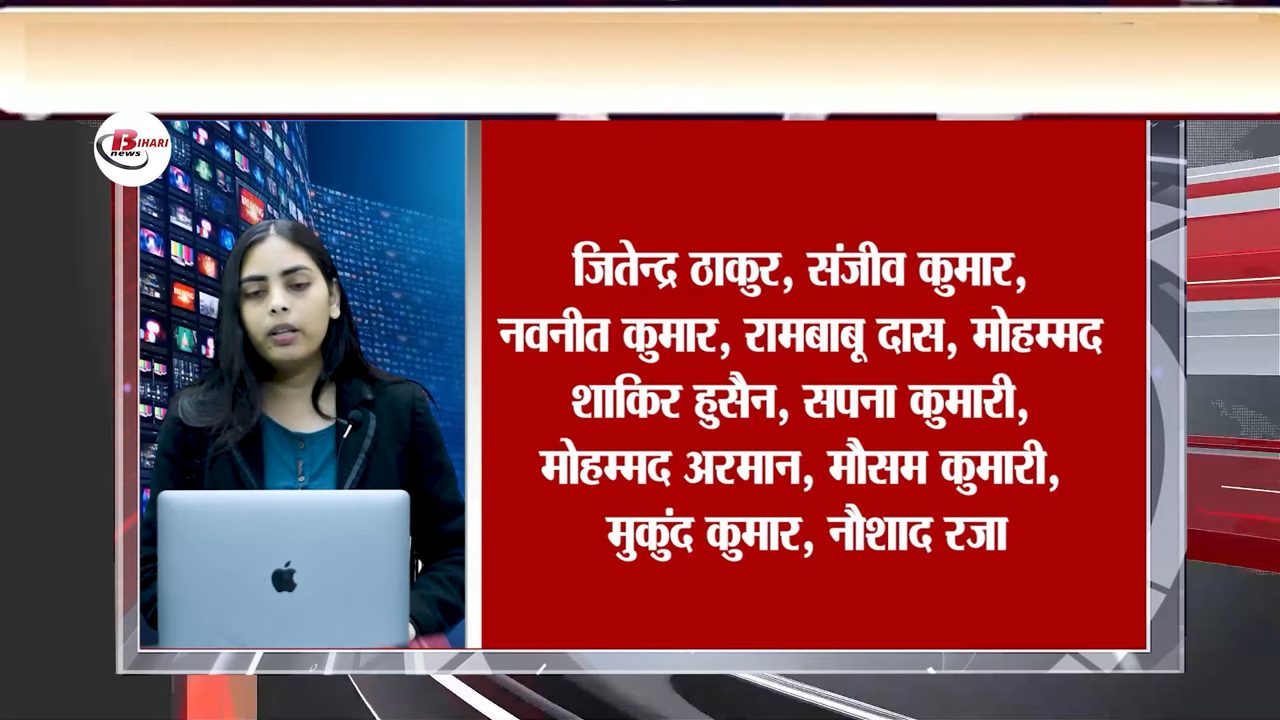 BIHARI
news
जितेन्द्र ठाकुर, संजीव कुमार,
नवनीत कुमार, रामबाबू दास, मोहम्मद
शाकिर हुसैन, सपना कुमारी,
मोहम्मद अरमान, मौसम कुमारी,
मुकुंद कुमार, नौशाद रजा